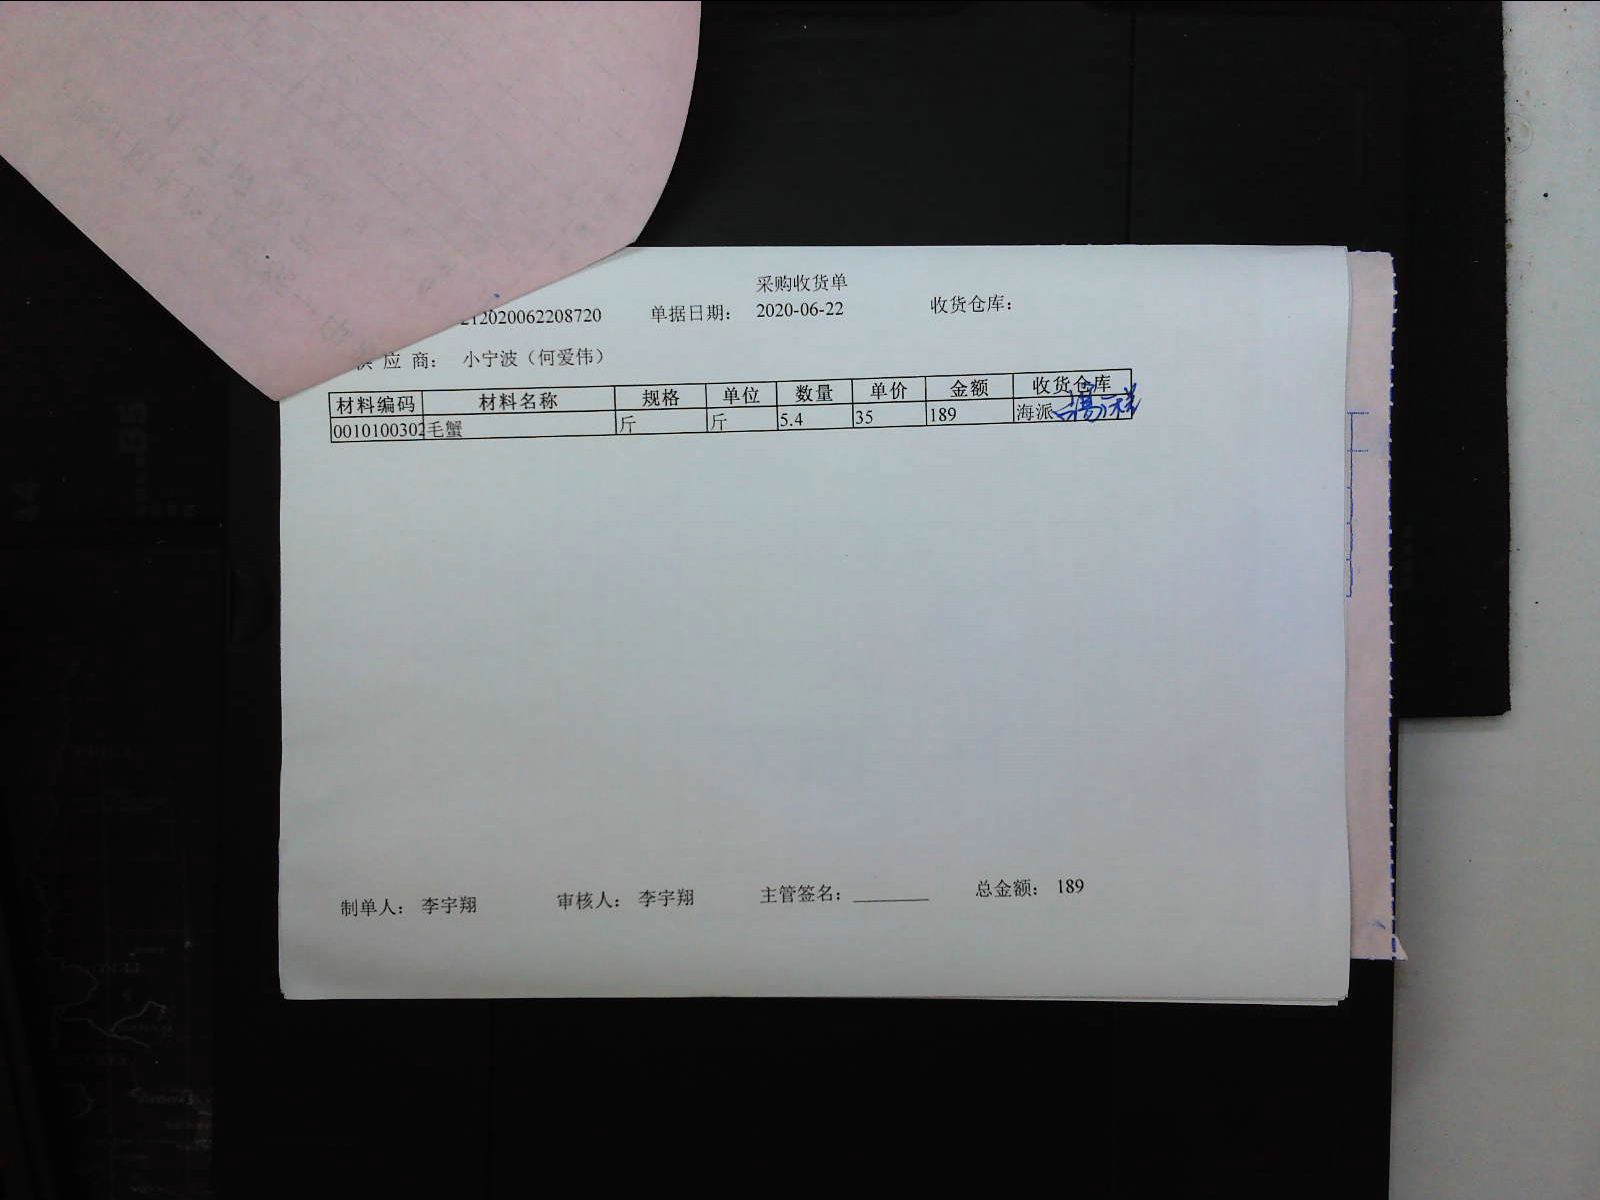 采购收货单
212020062208720 单据日期: 2020-06-22 收货仓库:
供 应 商: 小宁波（何爱伟）
材料编码 材料名称 规格 单位 数量 单价 金额 收货仓库
0010100302 毛蟹 斤 斤 5.4 35 189 海派
制单人: 李宇翔 审核人: 李宇翔 主管签名: 总金额: 189